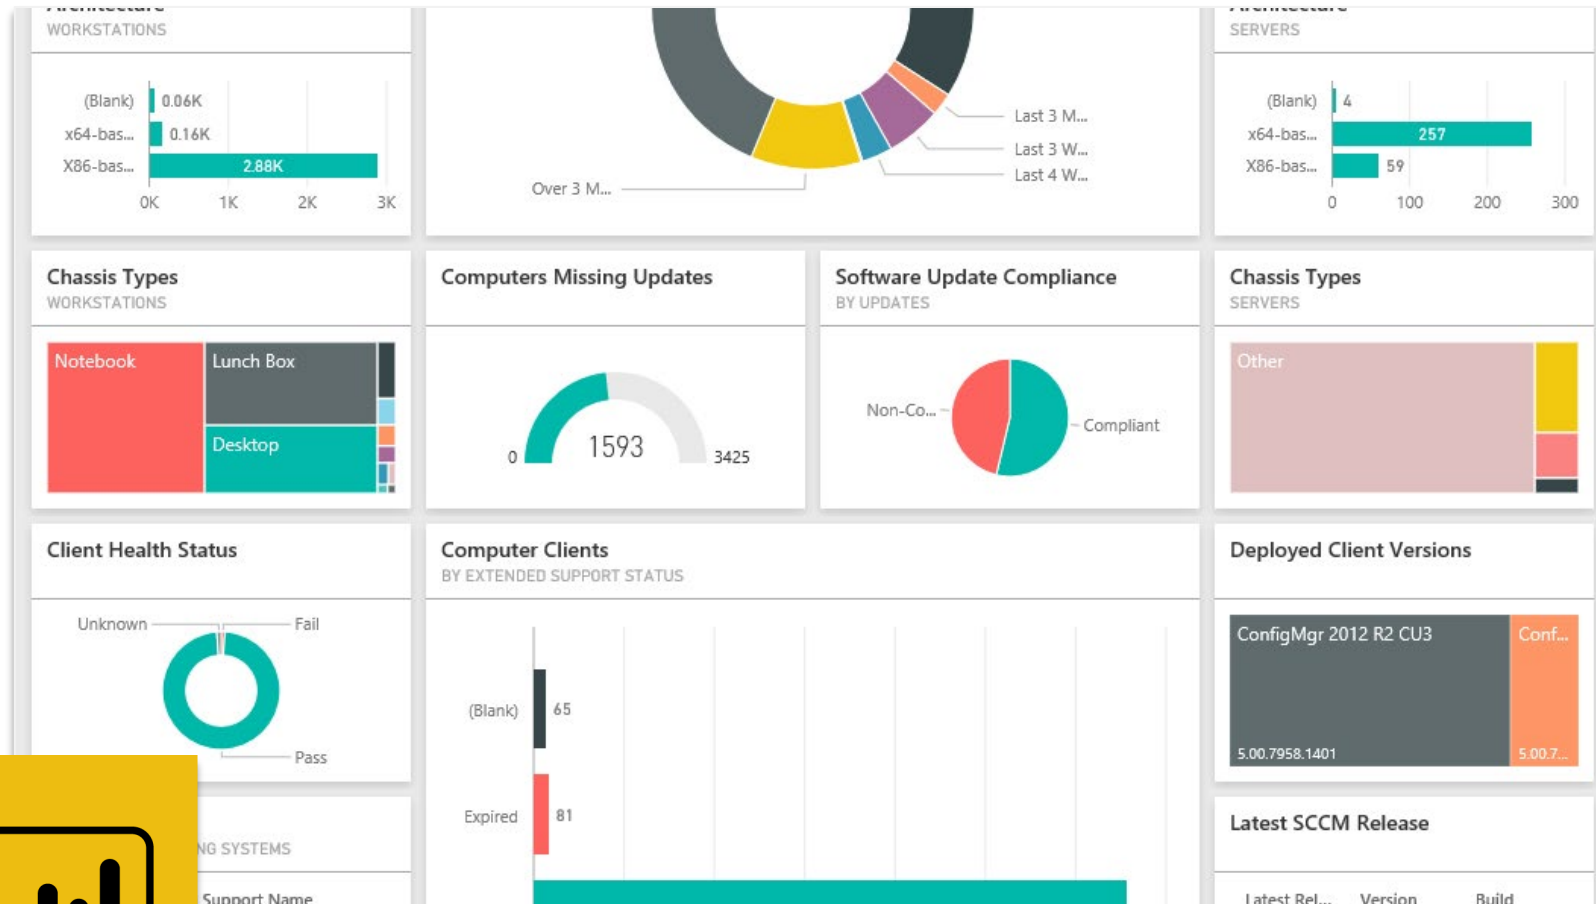 Architecture
WORKSTATIONS
(Blank)
0.06K
x64-bas...
0.16K
X86-bas...
2.88K
0K 1K 2K 3K
Last 3 M...
Last 3 W...
Last 4 W...
Over 3 M...
Architecture
SERVERS
(Blank)
4
x64-bas...
257
X86-bas...
59
0 100 200 300
Chassis Types
WORKSTATIONS
Notebook
Lunch Box
Desktop
Computers Missing Updates
0
1593
3425
Software Update Compliance
BY UPDATES
Non-Co...
Compliant
Chassis Types
SERVERS
Other
Client Health Status
Unknown
Fail
Pass
Computer Clients
BY EXTENDED SUPPORT STATUS
(Blank)
65
Expired
81
Deployed Client Versions
ConfigMgr 2012 R2 CU3
Conf...
5.00.7958.1401
5.00.7...
NG SYSTEMS
Support Name
Latest SCCM Release
Latest Rel... Version Build